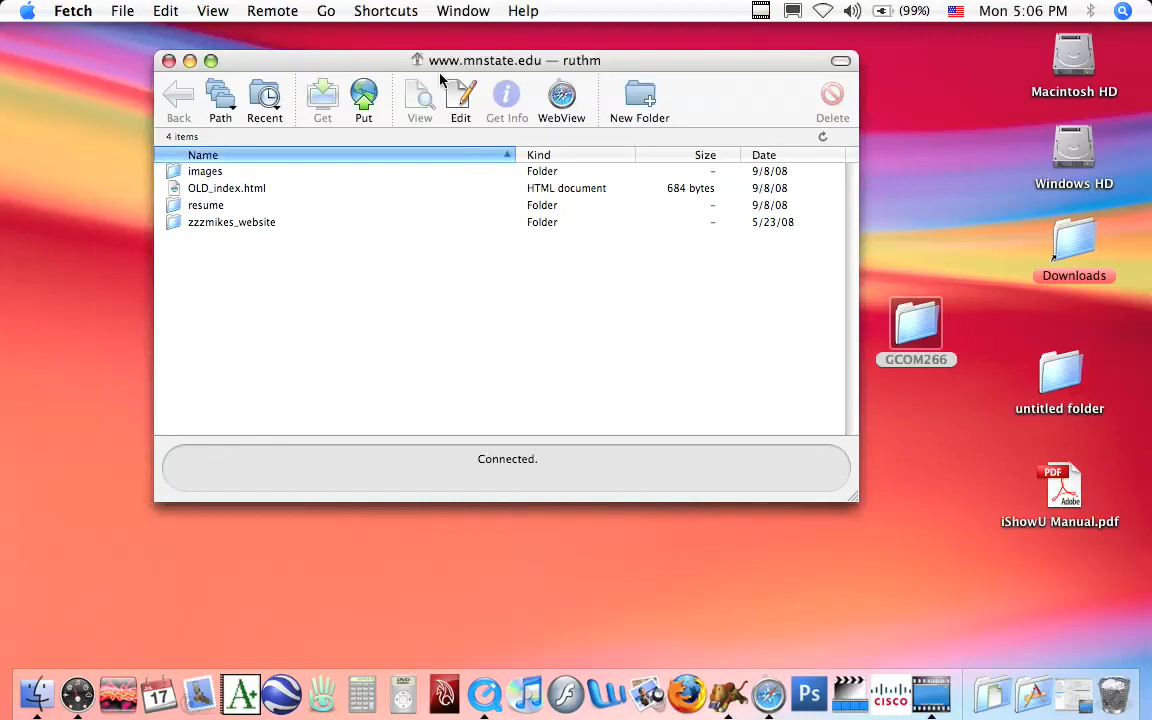 Fetch File Edit View Remote Go Shortcuts Window Help (99%) Mon 5:06 PM
www.mnstate.edu — ruthm
Back Path Recent Get Put View Edit Get Info WebView New Folder Delete
4 items
Name Kind Size Date
images Folder – 9/8/08
OLD_index.html HTML document 684 bytes 9/8/08
resume Folder – 9/8/08
zzzmikes_website Folder – 5/23/08
Connected.
Macintosh HD
Windows HD
Downloads
GCOM266
untitled folder
PDF
Adobe
iShowU Manual.pdf
17
A+
Ps
CISCO